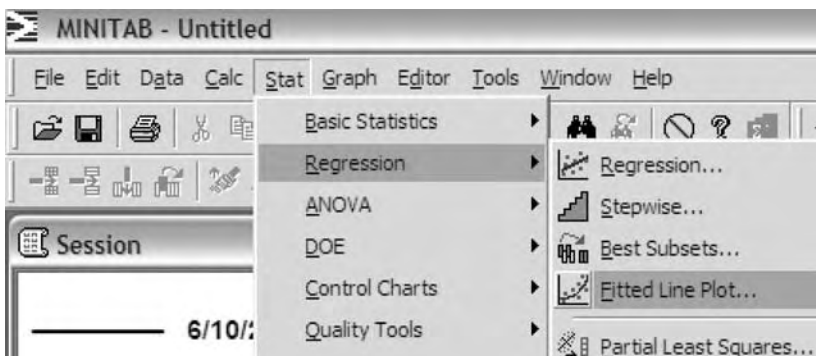 MINITAB - Untitled
File Edit Data Calc Stat Graph Editor Tools Window Help
Basic Statistics
Regression
ANOVA
DOE
Control Charts
Quality Tools
Regression...
Stepwise...
Best Subsets...
Fitted Line Plot...
Partial Least Squares...
Session
6/10/